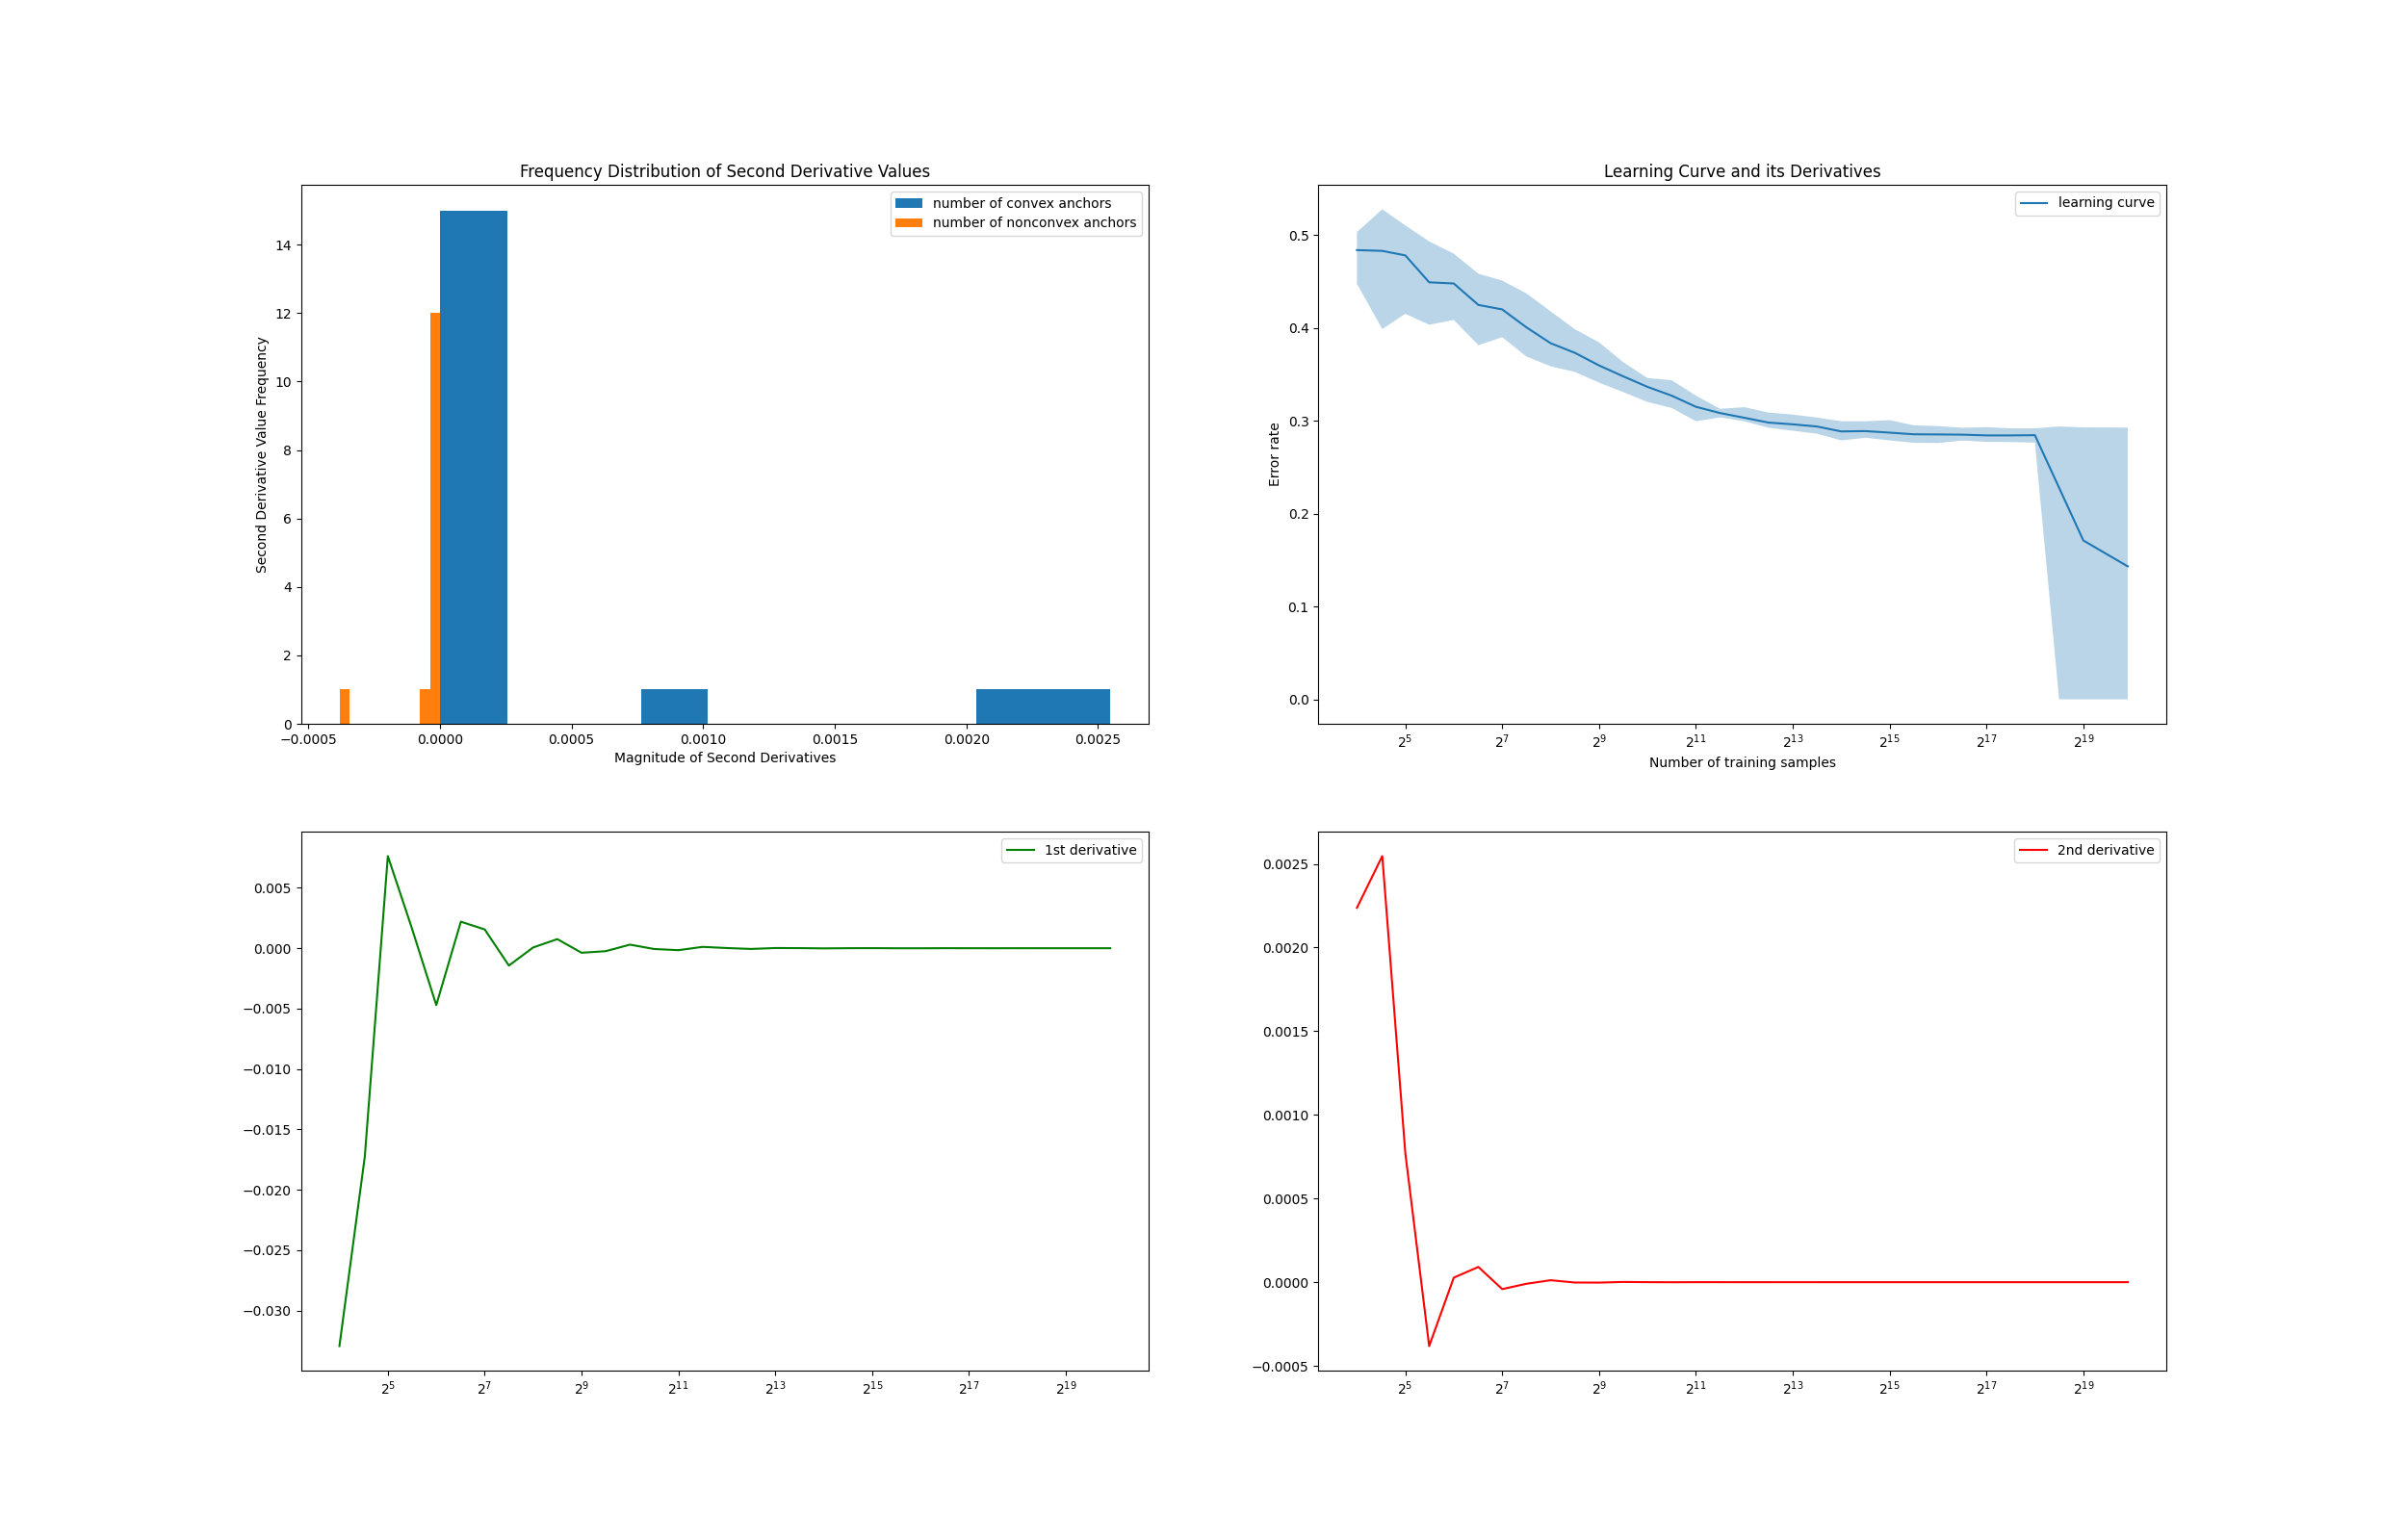 Frequency Distribution of Second Derivative Values
number of convex anchors
number of nonconvex anchors
Second Derivative Value Frequency
14
12
10
8
6
4
2
0
−0.0005 0.0000 0.0005 0.0010 0.0015 0.0020 0.0025
Magnitude of Second Derivatives
Learning Curve and its Derivatives
learning curve
Error rate
0.5
0.4
0.3
0.2
0.1
0.0
2^5 2^7 2^9 2^11 2^13 2^15 2^17 2^19
Number of training samples
1st derivative
0.005
0.000
−0.005
−0.010
−0.015
−0.020
−0.025
−0.030
2^5 2^7 2^9 2^11 2^13 2^15 2^17 2^19
2nd derivative
0.0025
0.0020
0.0015
0.0010
0.0005
0.0000
−0.0005
2^5 2^7 2^9 2^11 2^13 2^15 2^17 2^19